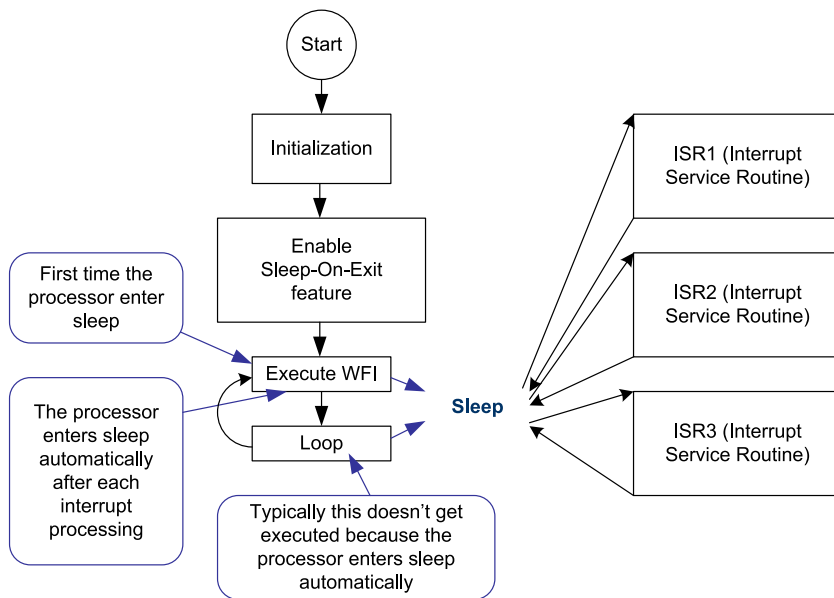 Start
Initialization
Enable
Sleep-On-Exit
feature
First time the
processor enter
sleep
Execute WFI
The processor
enters sleep
automatically
after each
interrupt
processing
Loop
Typically this doesn’t get
executed because the
processor enters sleep
automatically
Sleep
ISR1 (Interrupt
Service Routine)
ISR2 (Interrupt
Service Routine)
ISR3 (Interrupt
Service Routine)